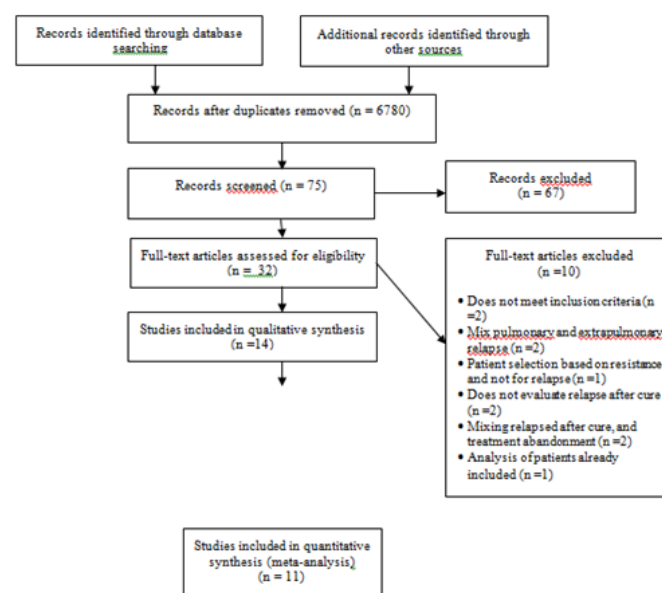 Records identified through database
searching
Additional records identified through
other sources
Records after duplicates removed (n = 6780)
Records screened (n = 75)
Records excluded
(n = 67)
Full-text articles assessed for eligibility
(n = 32)
Full-text articles excluded
(n =10)
• Does not meet inclusion criteria (n
=2)
• Mix pulmonary and extrapulmonary
relapse (n =2)
• Patient selection based on resistance
and not for relapse (n =1)
• Does not evaluate relapse after cure
(n =2)
• Mixing relapsed after cure, and
treatment abandonment (n =2)
• Analysis of patients already
included (n =1)
Studies included in qualitative synthesis
(n =14)
Studies included in quantitative
synthesis (meta-analysis)
(n = 11)